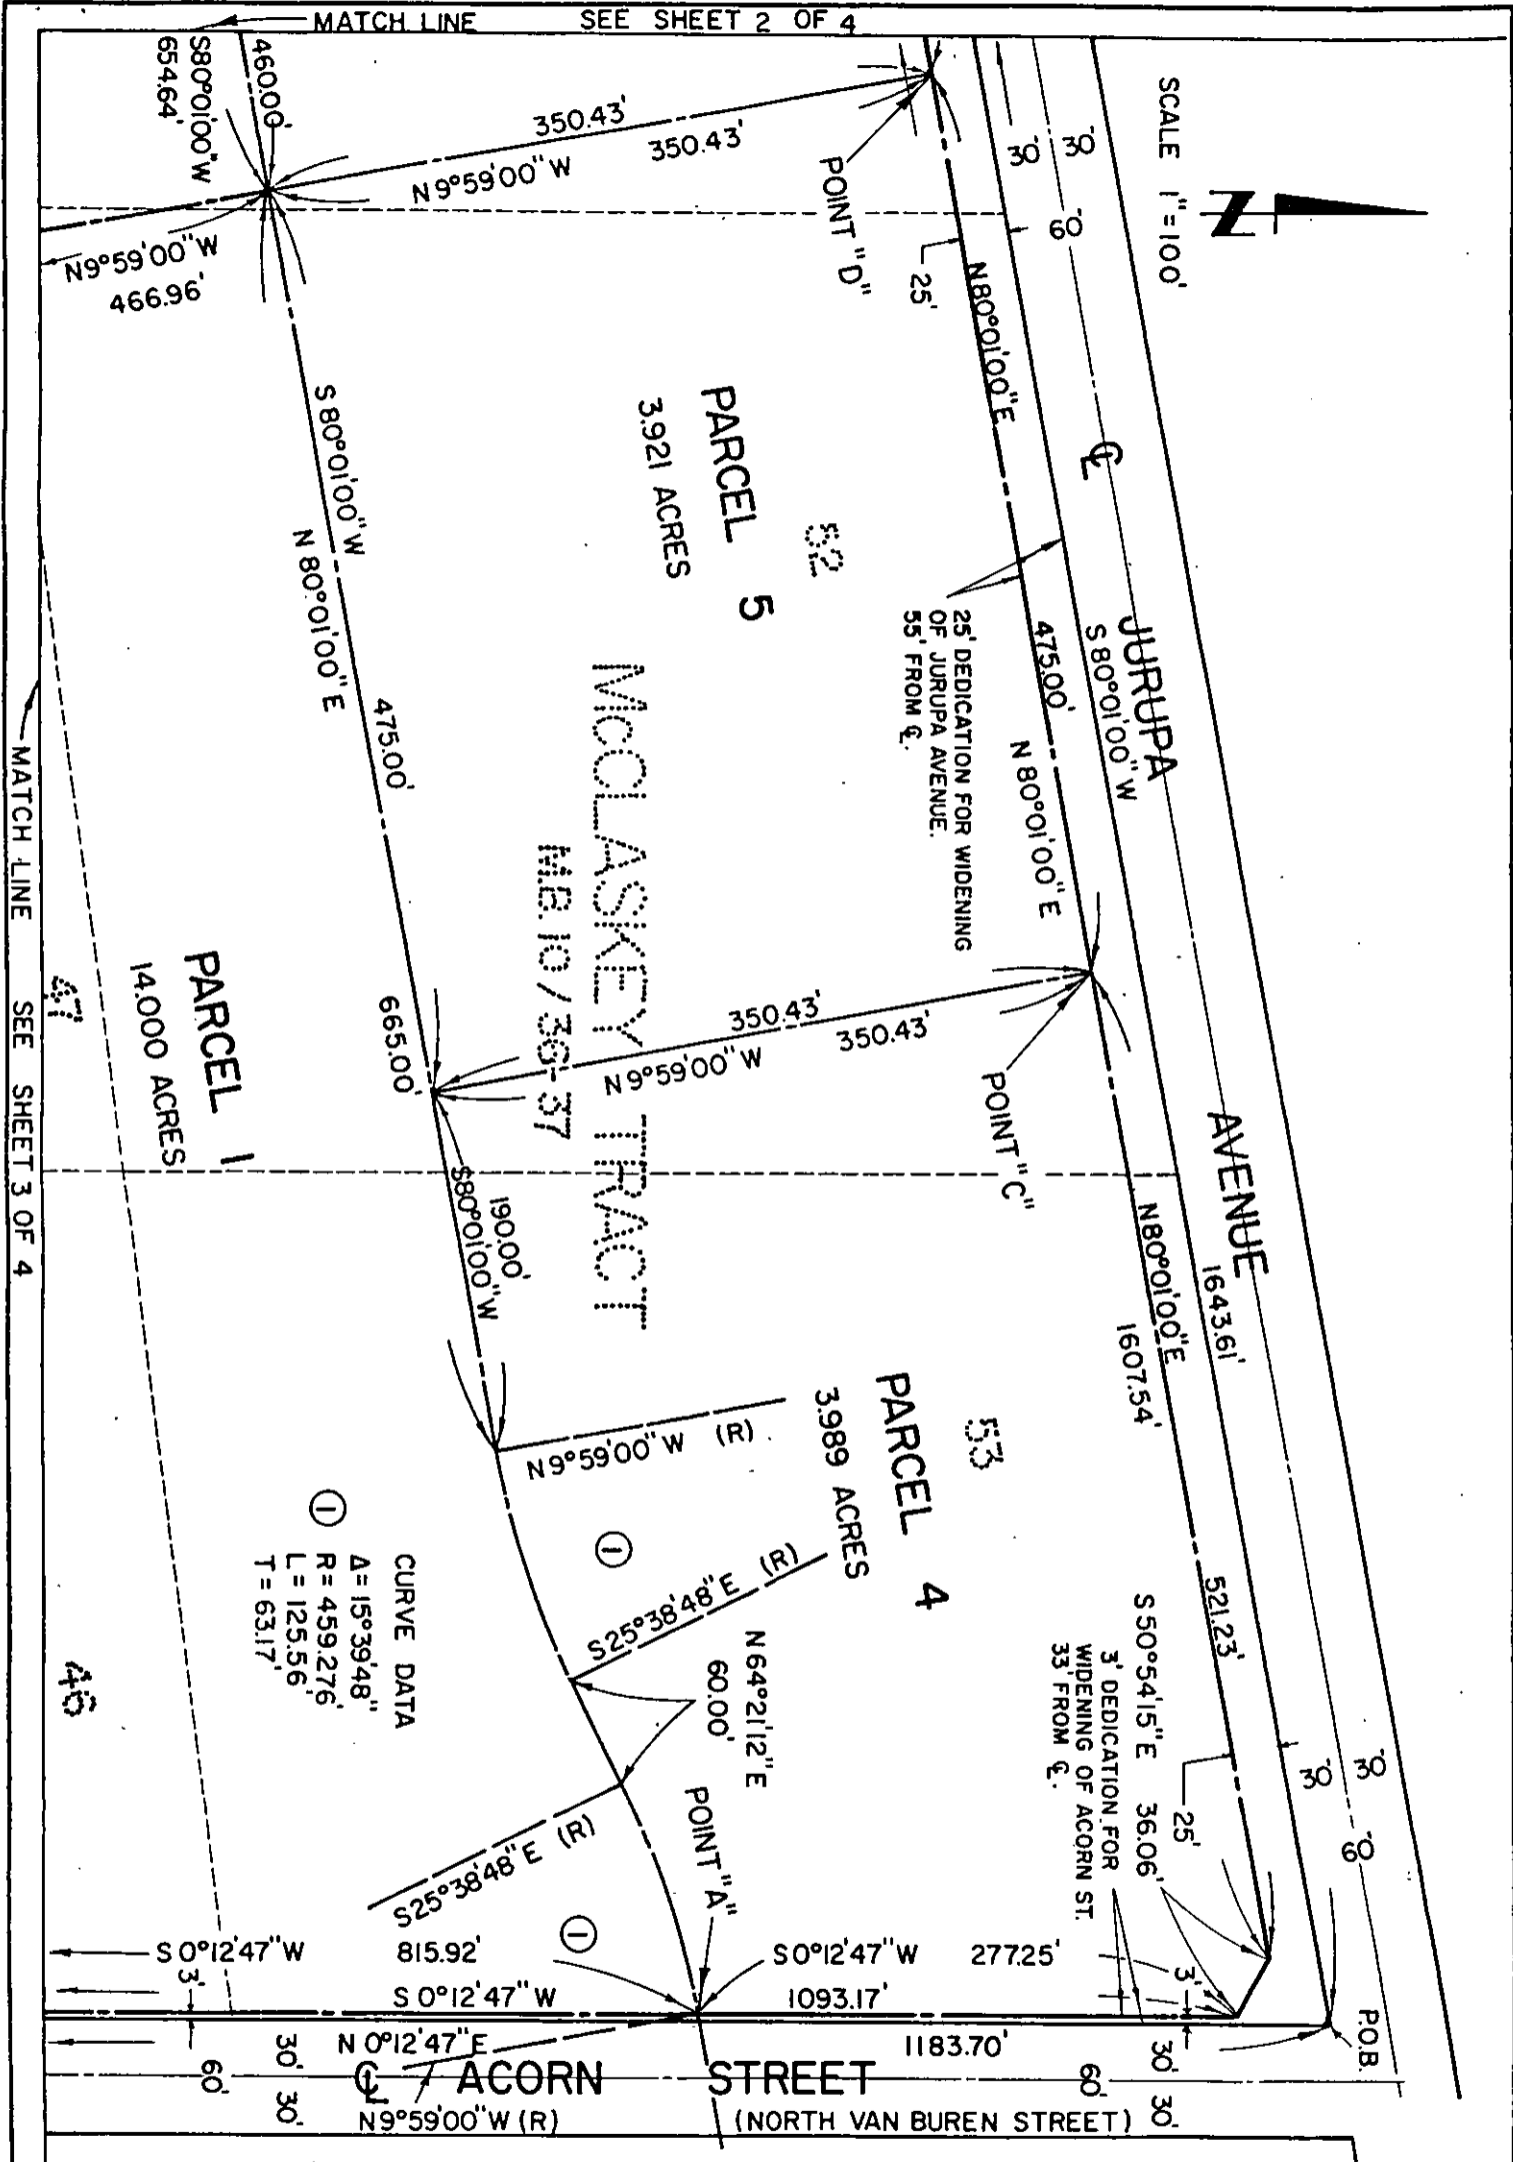 MATCH LINE SEE SHEET 2 OF 4
SCALE 1"=100'
N
460.00'
S80°01'00"W
654.64'
350.43'
350.43'
N9°59'00"W
N9°59'00"W
466.96'
POINT "D"
30'
30'
60'
25'
N80°01'00"E
℄
JURUPA
S80°01'00"W
AVENUE
1643.61'
475.00'
N80°01'00"E
25' DEDICATION FOR WIDENING
OF JURUPA AVENUE.
55' FROM ℄.
52
PARCEL 5
3.921 ACRES
S80°01'00"W
N80°01'00"E
475.00'
665.00'
McCLASKEY TRACT
M.B. 10/36-37
350.43'
350.43'
N9°59'00"W
POINT "C"
N80°01'00"E
1607.54'
521.23'
190.00'
S80°01'00"W
53
PARCEL 4
3.989 ACRES
N9°59'00"W (R)
1
S25°38'48"E (R)
N64°21'12"E
60.00'
S25°38'48"E (R)
POINT "A"
1
S50°54'15"E 36.06'
3' DEDICATION FOR
WIDENING OF ACORN ST.
33' FROM ℄.
25'
30'
30'
60'
3'
P.O.B.
CURVE DATA
1
Δ=15°39'48"
R=459.276'
L=125.56'
T=63.17'
PARCEL 1
14.000 ACRES
47
46
S0°12'47"W 815.92'
S0°12'47"W 277.25'
3'
S0°12'47"W 1093.17'
N0°12'47"E 1183.70'
30'
30'
60'
℄ ACORN STREET
60'
30'
30'
N9°59'00"W (R)
(NORTH VAN BUREN STREET)
MATCH LINE SEE SHEET 3 OF 4